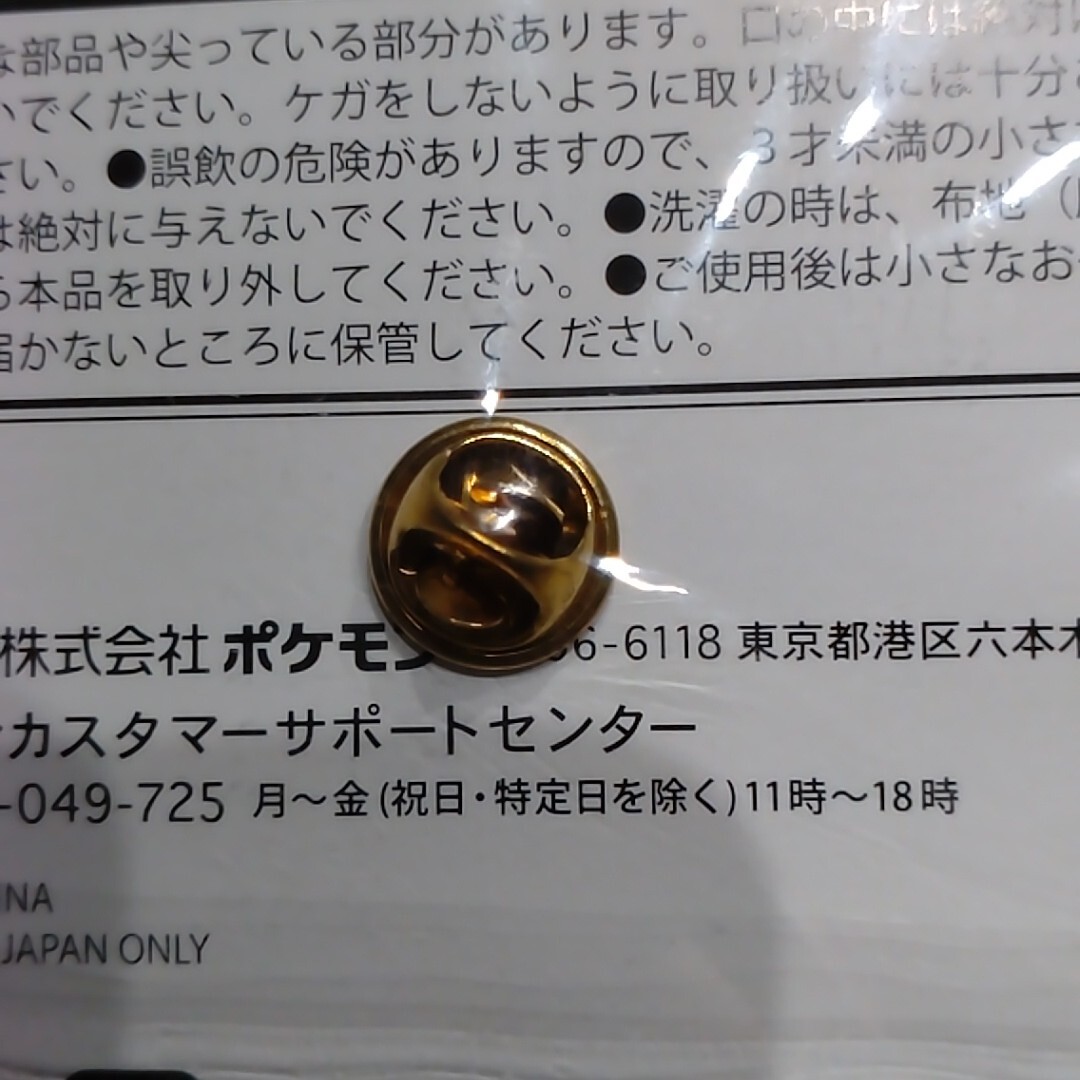 部品や尖っている部分があります。口の中には絶対
でください。ケガをしないように取り扱いには十分
さい。●誤飲の危険がありますので、3才未満の小さ
は絶対に与えないでください。●洗濯の時は、布地（
ら本品を取り外してください。●ご使用後は小さなお
届かないところに保管してください。
株式会社ポケモン 6-6118 東京都港区六本木
カスタマーサポートセンター
-049-725 月～金(祝日・特定日を除く)11時～18時
INA
JAPAN ONLY